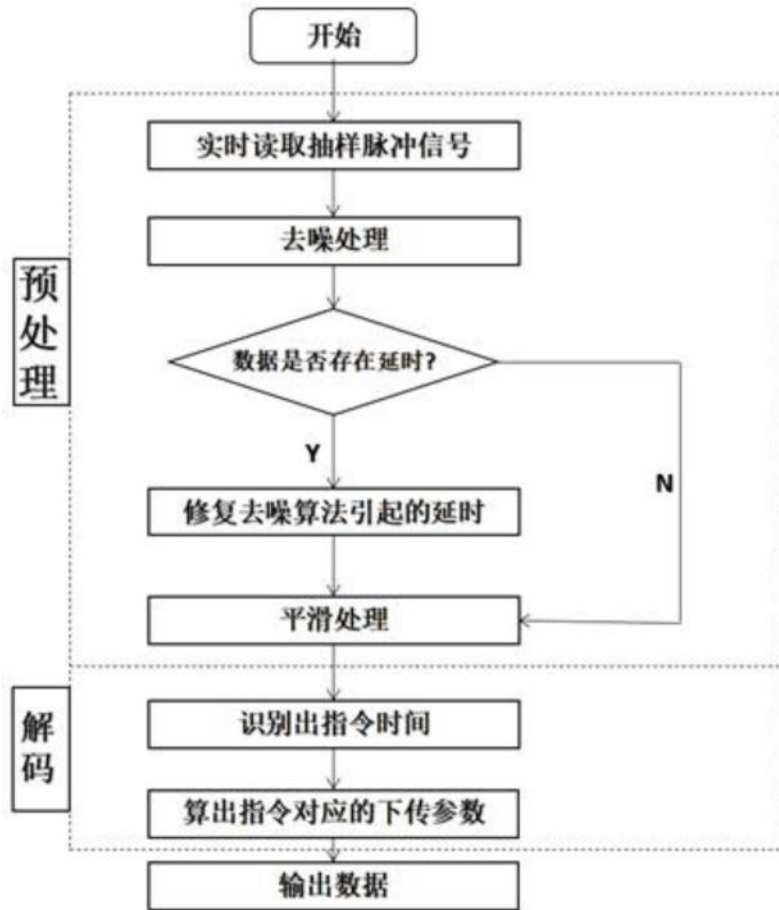 开始
实时读取抽样脉冲信号
去噪处理
预处理
数据是否存在延时?
Y
N
修复去噪算法引起的延时
平滑处理
解码
识别出指令时间
算出指令对应的下传参数
输出数据